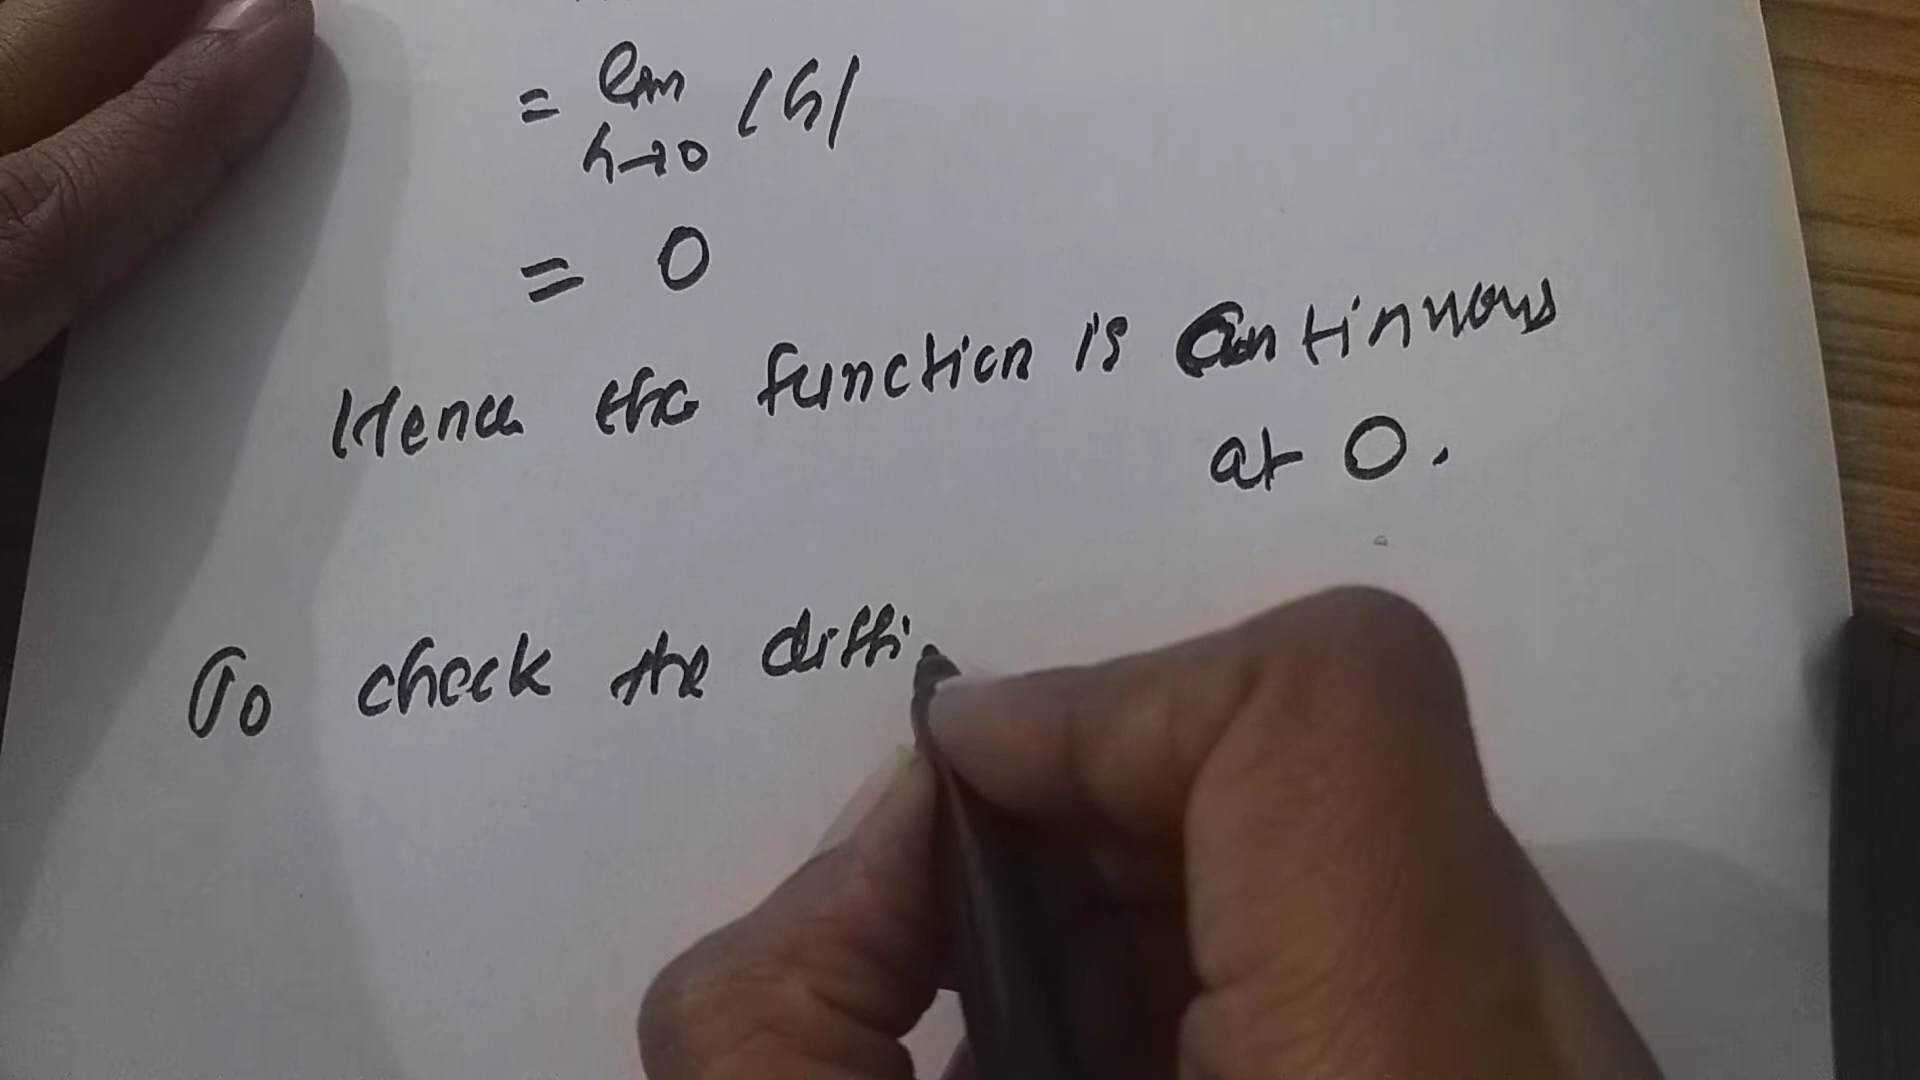 = lim |h|
h→0
= 0
Hence the function is Continuous
at 0.
To check the diffi